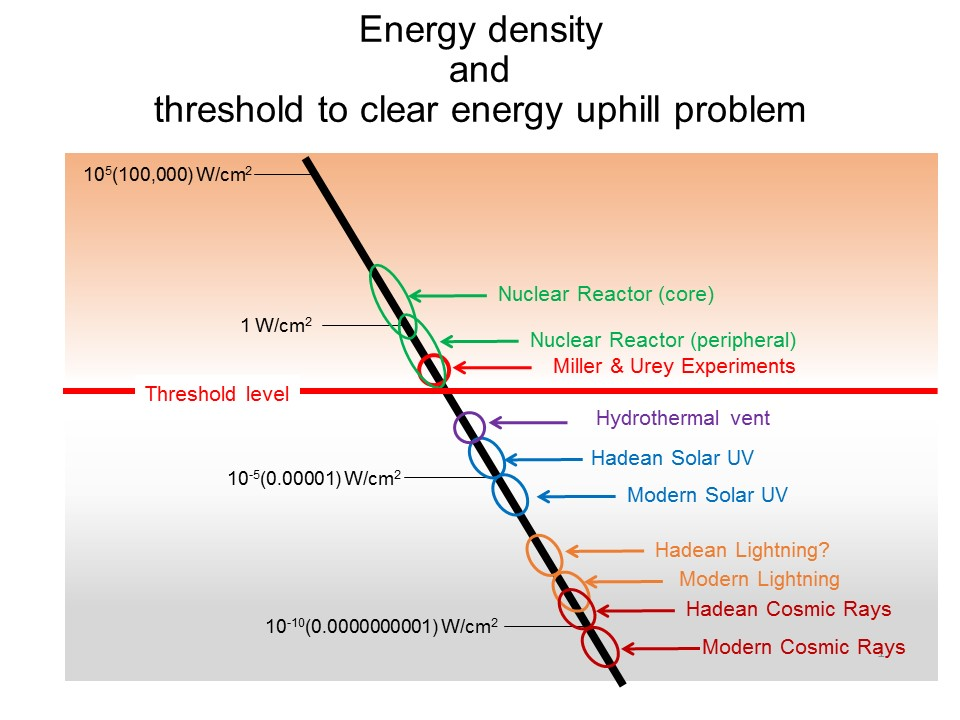 Energy density
and
threshold to clear energy uphill problem
10⁵(100,000) W/cm²
Nuclear Reactor (core)
1 W/cm²
Nuclear Reactor (peripheral)
Miller & Urey Experiments
Threshold level
Hydrothermal vent
Hadean Solar UV
10⁻⁵(0.00001) W/cm²
Modern Solar UV
Hadean Lightning?
Modern Lightning
Hadean Cosmic Rays
10⁻¹⁰(0.0000000001) W/cm²
Modern Cosmic Rays